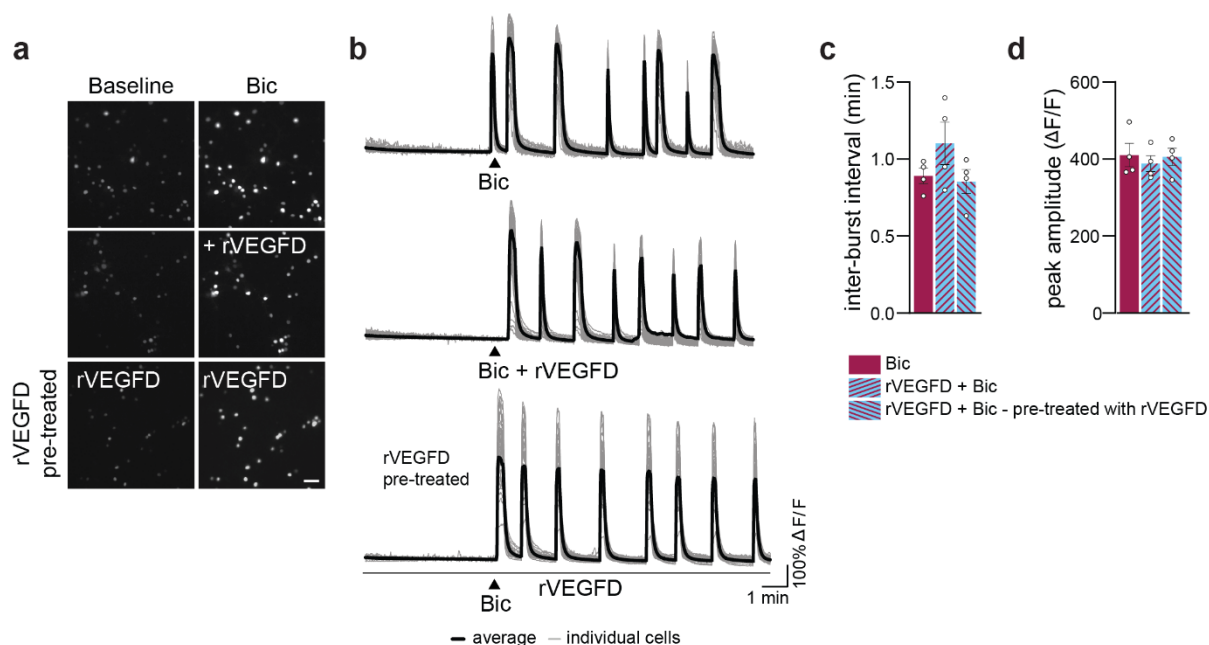 a
Baseline
Bic
+ rVEGFD
rVEGFD
pre-treated
rVEGFD
rVEGFD
b
Bic
Bic + rVEGFD
rVEGFD
pre-treated
Bic
rVEGFD
1 min
100% ΔF/F
average
individual cells
c
inter-burst interval (min)
1.5
1.0
0.5
0.0
d
peak amplitude (ΔF/F)
600
400
200
0
Bic
rVEGFD + Bic
rVEGFD + Bic - pre-treated with rVEGFD